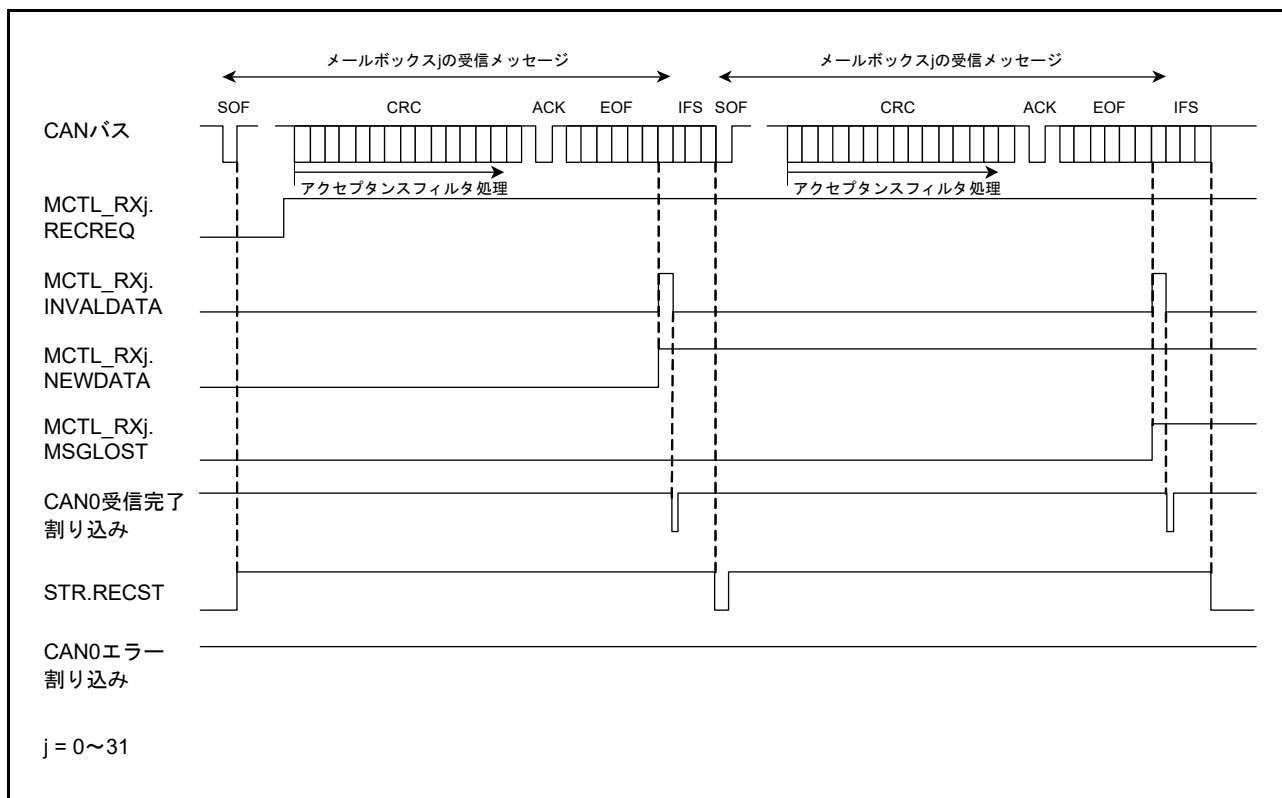 メールボックスjの受信メッセージ
メールボックスjの受信メッセージ
SOF
CRC
ACK
EOF
IFS
SOF
CRC
ACK
EOF
IFS
CANバス
アクセプタンスフィルタ処理
アクセプタンスフィルタ処理
MCTL_RXj.
RECREQ
MCTL_RXj.
INVALDATA
MCTL_RXj.
NEWDATA
MCTL_RXj.
MSGLOST
CAN0受信完了
割り込み
STR.RECST
CAN0エラー
割り込み
j = 0～31